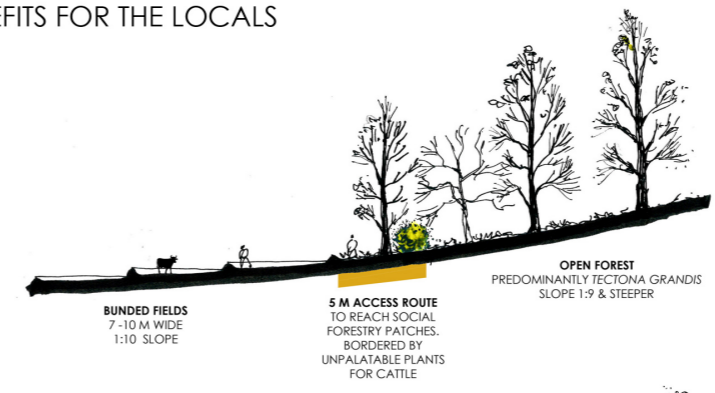 EFITS FOR THE LOCALS
BUNDED FIELDS
7 -10 M WIDE
1:10 SLOPE
5 M ACCESS ROUTE
TO REACH SOCIAL
FORESTRY PATCHES.
BORDERED BY
UNPALATABLE PLANTS
FOR CATTLE
OPEN FOREST
PREDOMINANTLY TECTONA GRANDIS
SLOPE 1:9 & STEEPER